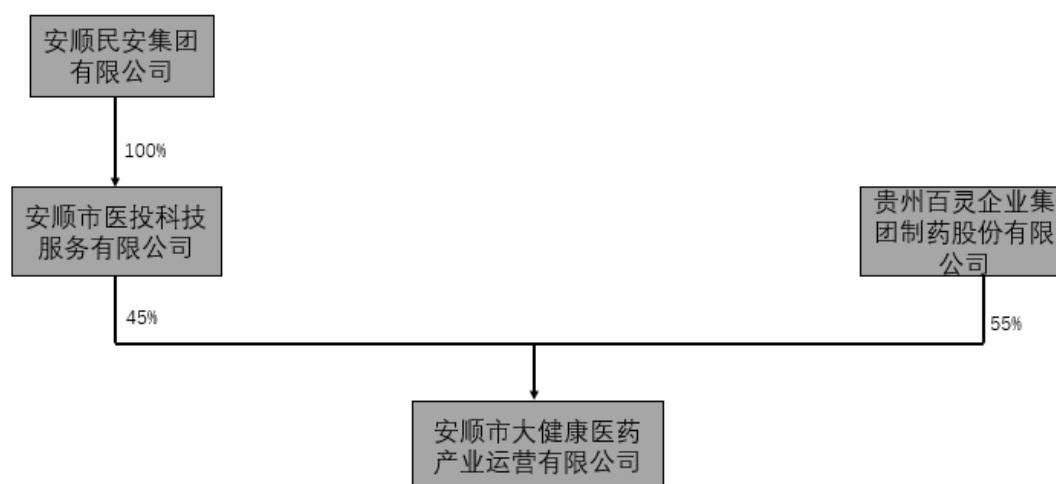 安顺民安集团
有限公司
100%
安顺市医投科技
服务有限公司
贵州百灵企业集
团制药股份有限
公司
45%
55%
安顺市大健康医药
产业运营有限公司